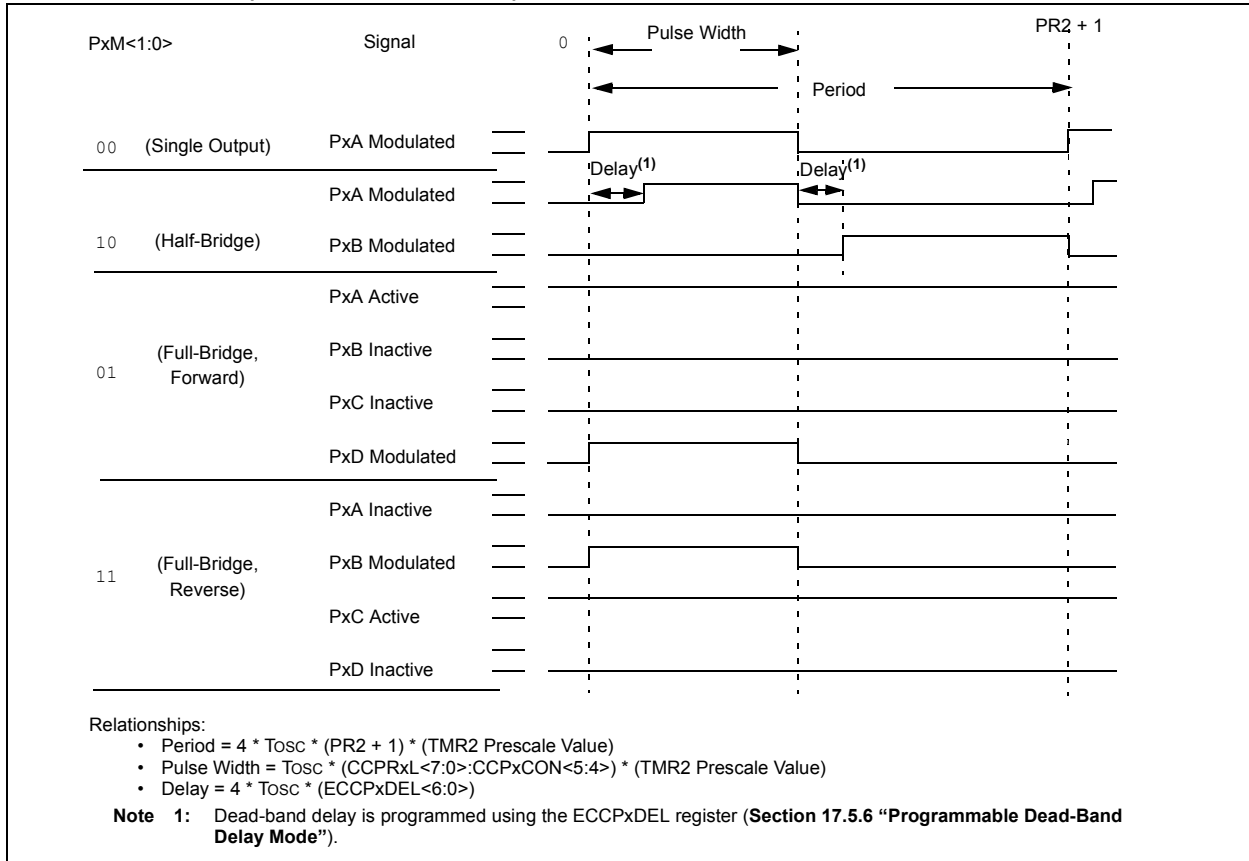 PxM<1:0> Signal 0 Pulse Width PR2 + 1
Period
00 (Single Output) PxA Modulated
Delay(1) Delay(1)
PxA Modulated
10 (Half-Bridge) PxB Modulated
PxA Active
01 (Full-Bridge, Forward) PxB Inactive
PxC Inactive
PxD Modulated
PxA Inactive
11 (Full-Bridge, Reverse) PxB Modulated
PxC Active
PxD Inactive
Relationships:
• Period = 4 * TOSC * (PR2 + 1) * (TMR2 Prescale Value)
• Pulse Width = TOSC * (CCPRxL<7:0>:CCPxCON<5:4>) * (TMR2 Prescale Value)
• Delay = 4 * TOSC * (ECCPxDEL<6:0>)
Note 1: Dead-band delay is programmed using the ECCPxDEL register (Section 17.5.6 “Programmable Dead-Band
Delay Mode”).